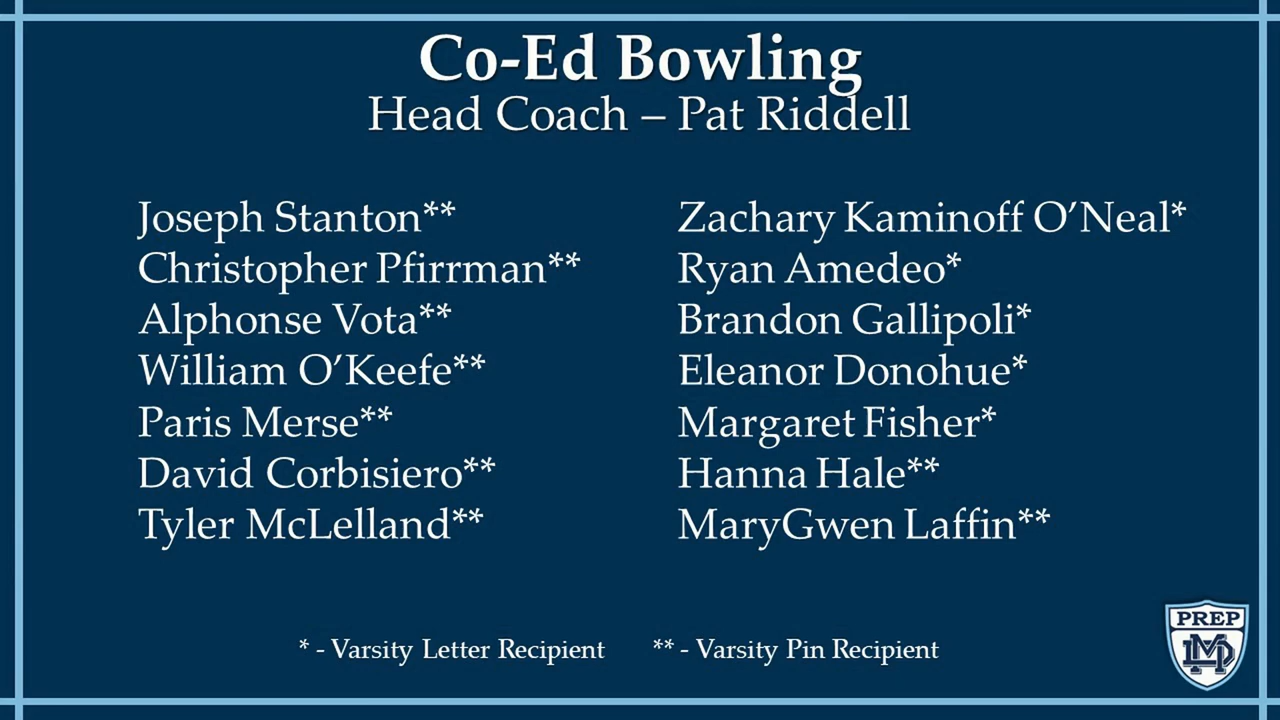 Co-Ed Bowling
Head Coach – Pat Riddell
Joseph Stanton**
Christopher Pfirrman**
Alphonse Vota**
William O’Keefe**
Paris Merse**
David Corbisiero**
Tyler McLelland**
Zachary Kaminoff O’Neal*
Ryan Amedeo*
Brandon Gallipoli*
Eleanor Donohue*
Margaret Fisher*
Hanna Hale**
MaryGwen Laffin**
* - Varsity Letter Recipient ** - Varsity Pin Recipient
PREP
MD